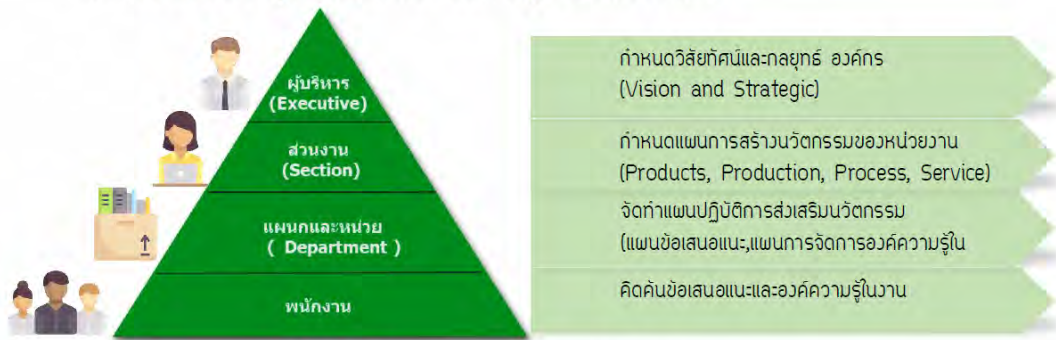 ผู้บริหาร
(Executive)
ส่วนงาน
(Section)
แผนกและหน่วย
( Department )
พนักงาน
กำหนดวิสัยทัศน์และกลยุทธ์ องค์กร
(Vision and Strategic)
กำหนดแผนการสร้างนวัตกรรมของหน่วยงาน
(Products, Production, Process, Service)
จัดทำแผนปฏิบัติการส่งเสริมนวัตกรรม
(แผนข้อเสนอแนะ,แผนการจัดการองค์ความรู้ใน
คิดค้นข้อเสนอแนะและองค์ความรู้ในงาน